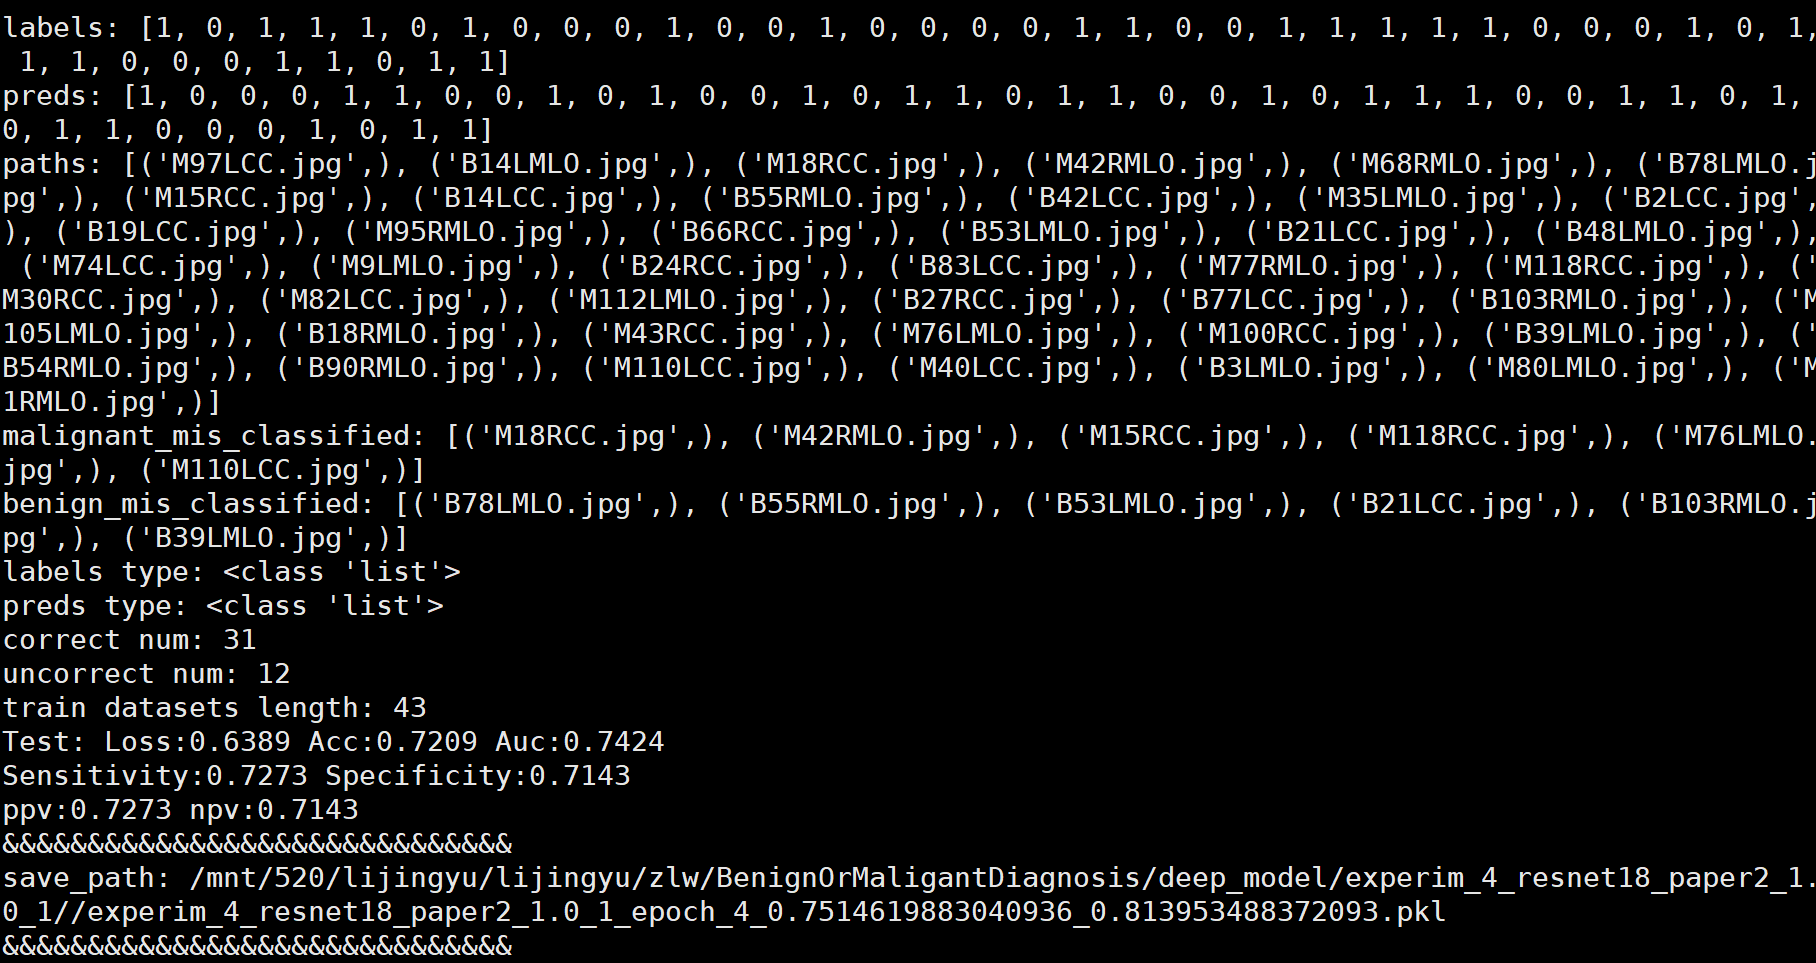 labels: [1, 0, 1, 1, 1, 0, 1, 0, 0, 0, 1, 0, 0, 1, 0, 0, 0, 0, 1, 1, 0, 0, 1, 1, 1, 1, 1, 0, 0, 0, 1, 0, 1,
1, 1, 0, 0, 0, 1, 1, 0, 1, 1]
preds: [1, 0, 0, 0, 1, 1, 0, 0, 1, 0, 1, 0, 0, 1, 0, 1, 1, 0, 1, 1, 0, 0, 1, 0, 1, 1, 1, 0, 0, 1, 1, 0, 1,
0, 1, 1, 0, 0, 0, 1, 0, 1, 1]
paths: [('M97LCC.jpg',), ('B14LMLO.jpg',), ('M18RCC.jpg',), ('M42RMLO.jpg',), ('M68RMLO.jpg',), ('B78LMLO.j
pg',), ('M15RCC.jpg',), ('B14LCC.jpg',), ('B55RMLO.jpg',), ('B42LCC.jpg',), ('M35LMLO.jpg',), ('B2LCC.jpg',
), ('B19LCC.jpg',), ('M95RMLO.jpg',), ('B66RCC.jpg',), ('B53LMLO.jpg',), ('B21LCC.jpg',), ('B48LMLO.jpg',),
('M74LCC.jpg',), ('M9LMLO.jpg',), ('B24RCC.jpg',), ('B83LCC.jpg',), ('M77RMLO.jpg',), ('M118RCC.jpg',), ('
M30RCC.jpg',), ('M82LCC.jpg',), ('M112LMLO.jpg',), ('B27RCC.jpg',), ('B77LCC.jpg',), ('B103RMLO.jpg',), ('M
105LMLO.jpg',), ('B18RMLO.jpg',), ('M43RCC.jpg',), ('M76LMLO.jpg',), ('M100RCC.jpg',), ('B39LMLO.jpg',), ('
B54RMLO.jpg',), ('B90RMLO.jpg',), ('M110LCC.jpg',), ('M40LCC.jpg',), ('B3LMLO.jpg',), ('M80LMLO.jpg',), ('M
1RMLO.jpg',)]
malignant_mis_classified: [('M18RCC.jpg',), ('M42RMLO.jpg',), ('M15RCC.jpg',), ('M118RCC.jpg',), ('M76LMLO.
jpg',), ('M110LCC.jpg',)]
benign_mis_classified: [('B78LMLO.jpg',), ('B55RMLO.jpg',), ('B53LMLO.jpg',), ('B21LCC.jpg',), ('B103RMLO.j
pg',), ('B39LMLO.jpg',)]
labels type: <class 'list'>
preds type: <class 'list'>
correct num: 31
uncorrect num: 12
train datasets length: 43
Test: Loss:0.6389 Acc:0.7209 Auc:0.7424
Sensitivity:0.7273 Specificity:0.7143
ppv:0.7273 npv:0.7143
&&&&&&&&&&&&&&&&&&&&&&&&&&&&&&
save_path: /mnt/520/lijingyu/lijingyu/zlw/BenignOrMaligantDiagnosis/deep_model/experim_4_resnet18_paper2_1.
0_1//experim_4_resnet18_paper2_1.0_1_epoch_4_0.7514619883040936_0.813953488372093.pkl
&&&&&&&&&&&&&&&&&&&&&&&&&&&&&&